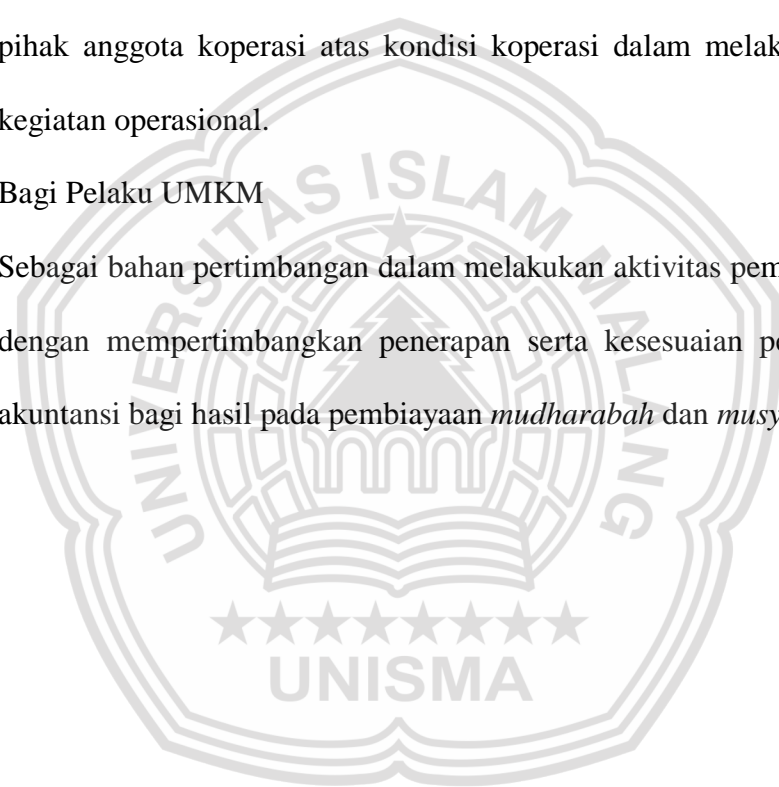 pihak anggota koperasi atas kondisi koperasi dalam melak
kegiatan operasional.
Bagi Pelaku UMKM
Sebagai bahan pertimbangan dalam melakukan aktivitas pem
dengan mempertimbangkan penerapan serta kesesuaian pe
akuntansi bagi hasil pada pembiayaan mudharabah dan musy
UNIVERSITAS ISLAM MALANG
UNISMA